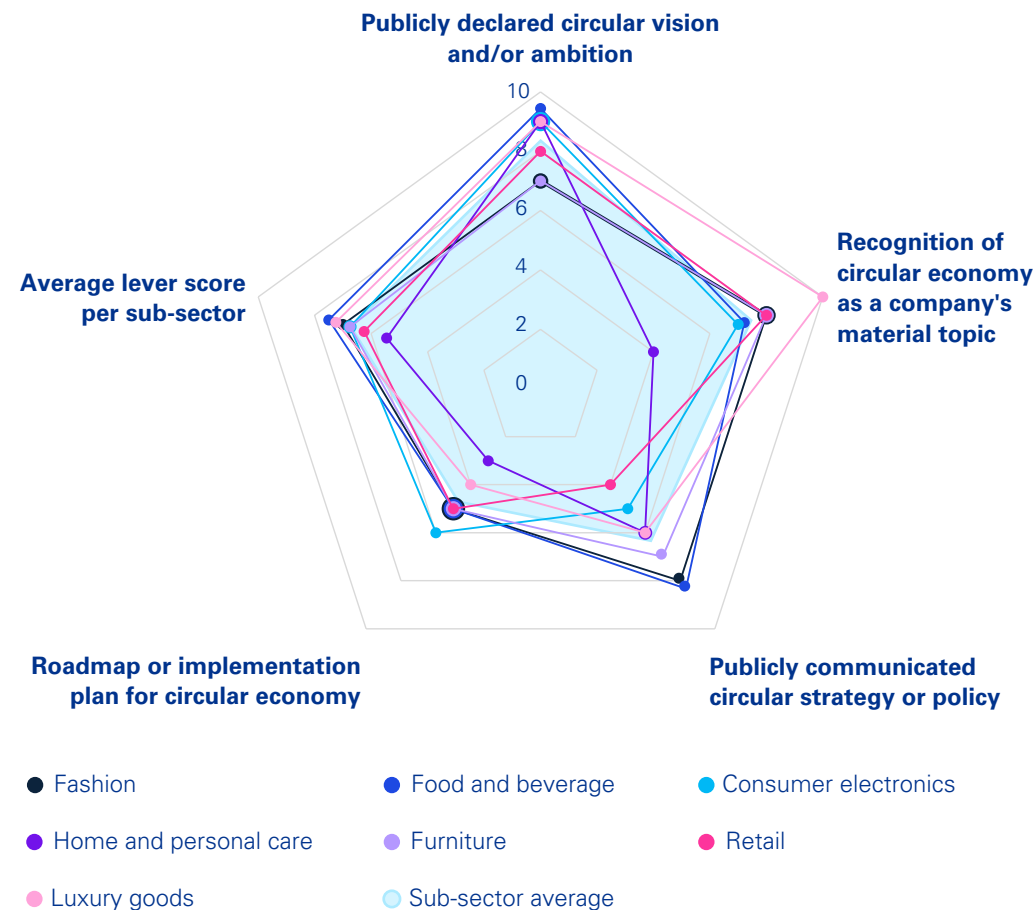 Publicly declared circular vision
and/or ambition
10
8
6
4
2
0
Recognition of
circular economy
as a company's
material topic
Average lever score
per sub-sector
Roadmap or implementation
plan for circular economy
Publicly communicated
circular strategy or policy
Fashion
Food and beverage
Consumer electronics
Home and personal care
Furniture
Retail
Luxury goods
Sub-sector average